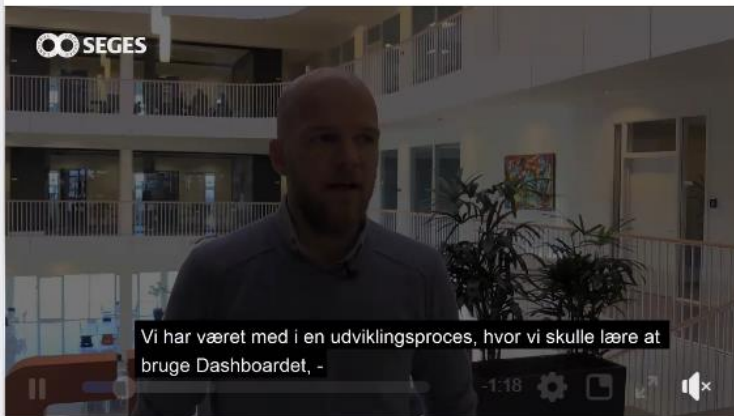 SEGES
Vi har været med i en udviklingsproces, hvor vi skulle lære at
bruge Dashboardet, -
-1:18